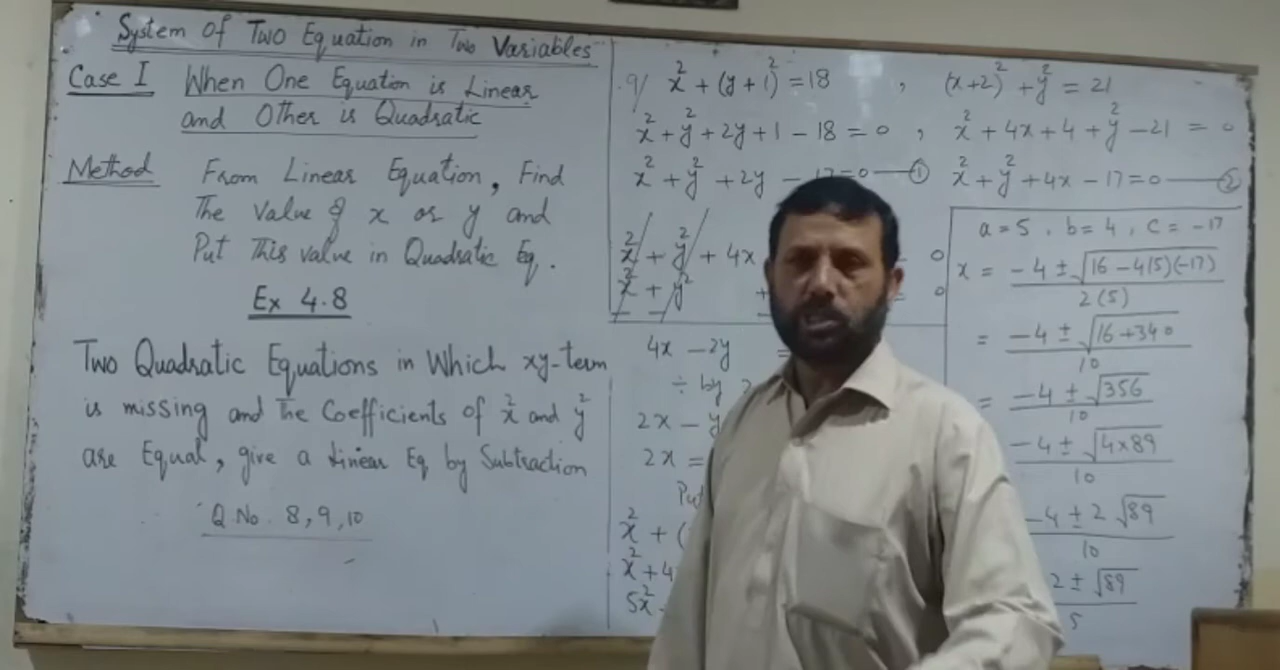 System Of Two Equation in Two Variables
Case I When One Equation is Linear
and Other is Quadratic
Method From Linear Equation, Find
The Value of x or y and
Put This value in Quadratic Eq.
Ex 4.8
Two Quadratic Equations in Which xy-term
is missing and The Coefficients of x² and y²
are Equal, give a Linear Eq by Subtraction
Q.No. 8, 9, 10
9/ x² + (y+1)² = 18 , (x+2)² + y² = 21
x² + y² + 2y + 1 - 18 = 0 , x² + 4x + 4 + y² - 21 = 0
x² + y² + 2y - 17 = 0 — ① x² + y² + 4x - 17 = 0 — ②
x² + y² + 4x = 0
x² + y² + = 0
- -
4x - 2y =
÷ by 2
2x - y
2x =
Put
x² + (
x² + 4
5x²
a = 5 , b = 4 , c = -17
x = -4 ± √16 - 4(5)(-17) / 2(5)
= -4 ± √16 + 340 / 10
= -4 ± √356 / 10
-4 ± √4×89 / 10
-4 ± 2√89 / 10
2 ± √89 / 5